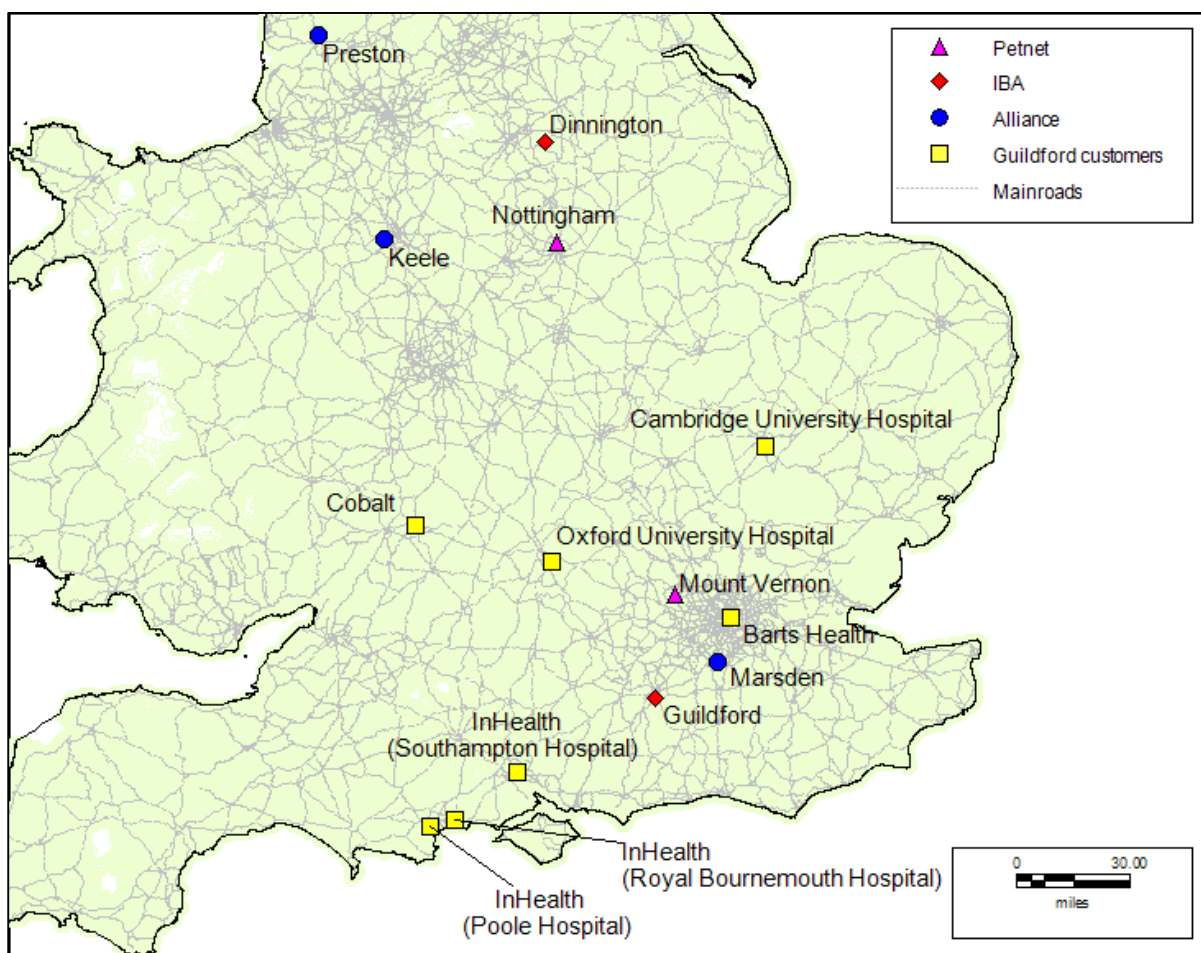 Preston
Petnet
IBA
Alliance
Guildford customers
Mainroads
Dinnington
Nottingham
Keele
Cambridge University Hospital
Cobalt
Oxford University Hospital
Mount Vernon
Barts Health
Marsden
Guildford
InHealth
(Southampton Hospital)
InHealth
(Royal Bournemouth Hospital)
InHealth
(Poole Hospital)
0 30.00
miles